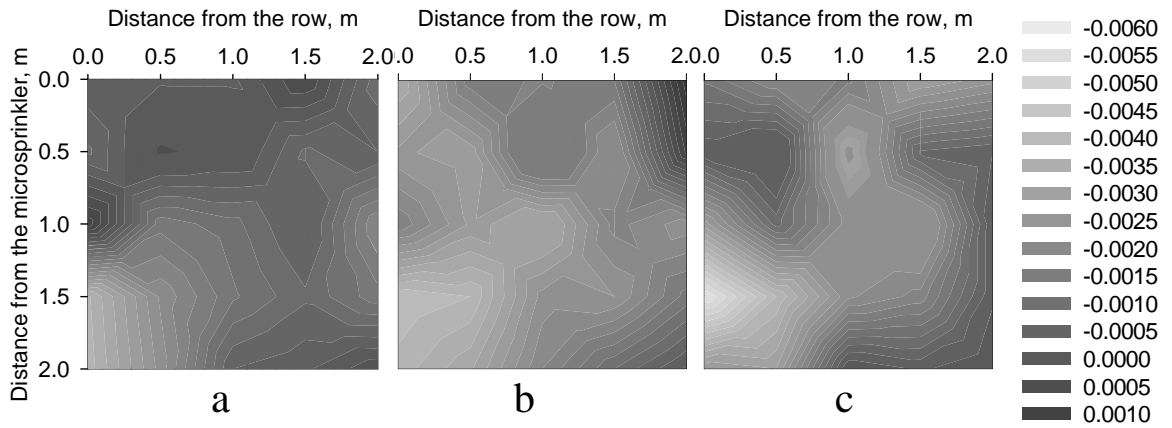 Distance from the row, m
Distance from the row, m
Distance from the row, m
0.0 0.5 1.0 1.5 2.0
0.0 0.5 1.0 1.5 2.0
0.0 0.5 1.0 1.5 2.0
Distance from the microsprinkler, m
0.0
0.5
1.0
1.5
2.0
a
b
c
-0.0060
-0.0055
-0.0050
-0.0045
-0.0040
-0.0035
-0.0030
-0.0025
-0.0020
-0.0015
-0.0010
-0.0005
0.0000
0.0005
0.0010